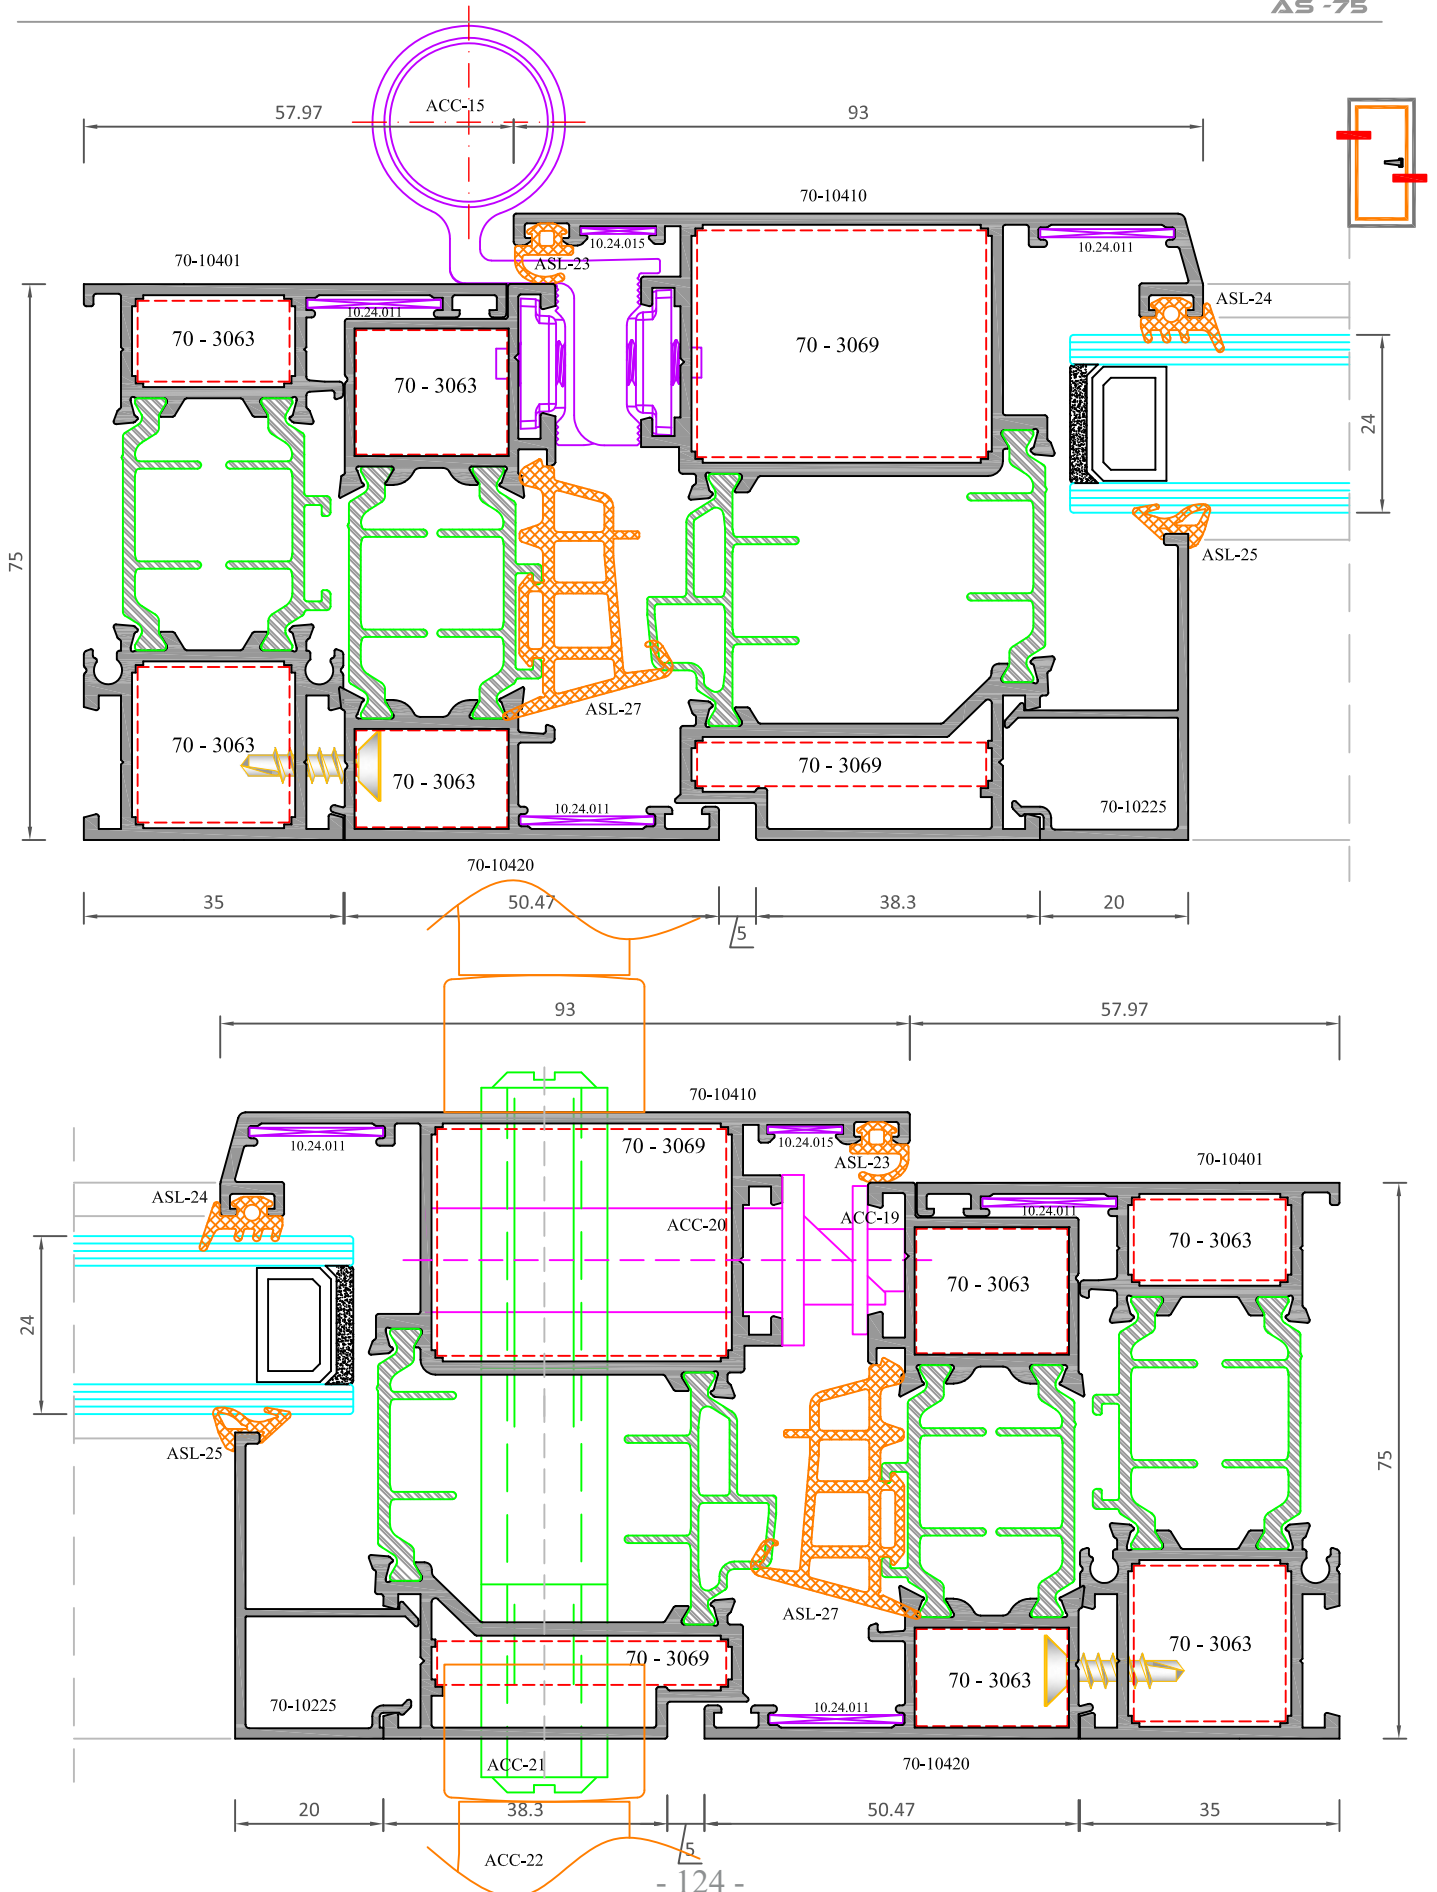 AS -75
ACC-15
57.97
93
70-10410
10.24.015
10.24.011
ASL-23
70-10401
ASL-24
10.24.011
70 - 3063
70 - 3069
70 - 3063
24
75
ASL-25
ASL-27
70 - 3063
70 - 3069
70 - 3063
10.24.011
70-10225
70-10420
35
50.47
5
38.3
20
93
57.97
70-10410
10.24.011
70 - 3069
10.24.015
ASL-23
70-10401
ASL-24
ACC-20
ACC-19
10.24.011
70 - 3063
70 - 3063
24
75
ASL-25
ASL-27
70 - 3063
70 - 3069
70 - 3063
70-10225
10.24.011
ACC-21
70-10420
20
38.3
5
50.47
35
ACC-22
- 124 -